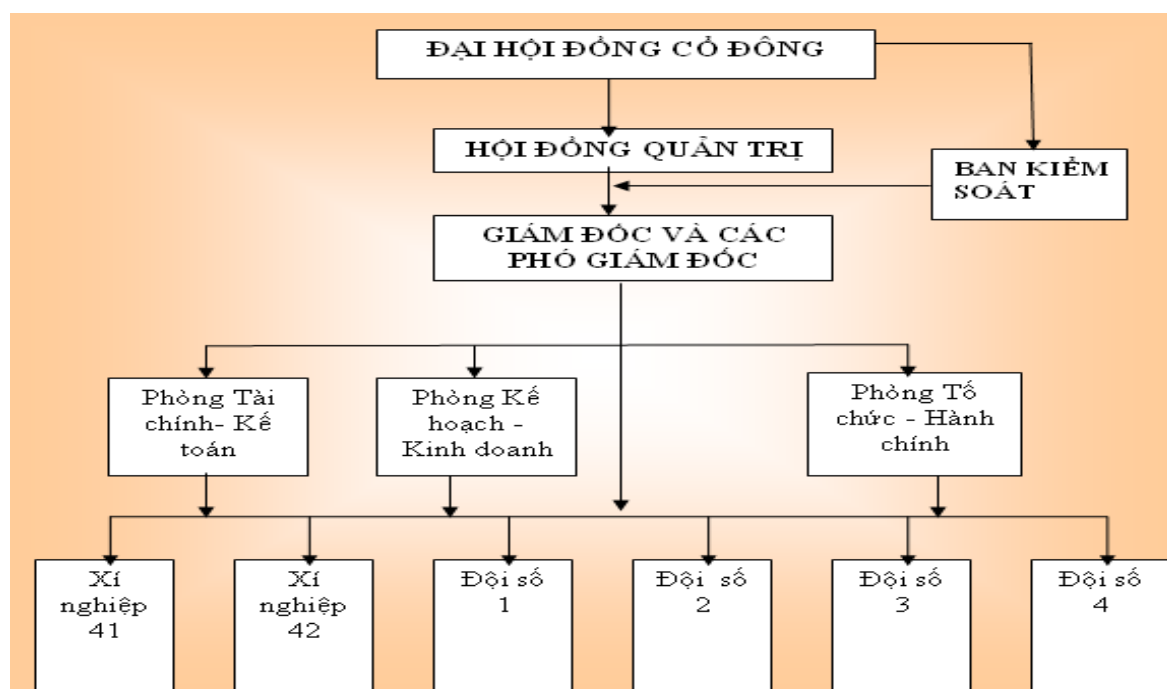 ĐẠI HỘI ĐỒNG CỔ ĐÔNG
HỘI ĐỒNG QUẢN TRỊ
BAN KIỂM
SOÁT
GIÁM ĐỐC VÀ CÁC
PHÓ GIÁM ĐỐC
Phòng Tài
chính- Kế
toán
Phòng Kế
hoạch -
Kinh doanh
Phòng Tổ
chức - Hành
chính
Xí
nghiệp
41
Xí
nghiệp
42
Đội số
1
Đội số
2
Đội số
3
Đội số
4